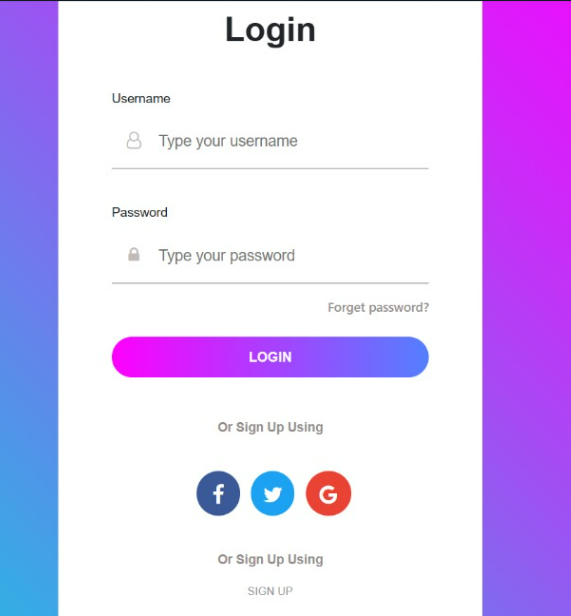 Login
Username
Type your username
Password
Type your password
Forget password?
LOGIN
Or Sign Up Using
f G
Or Sign Up Using
SIGN UP